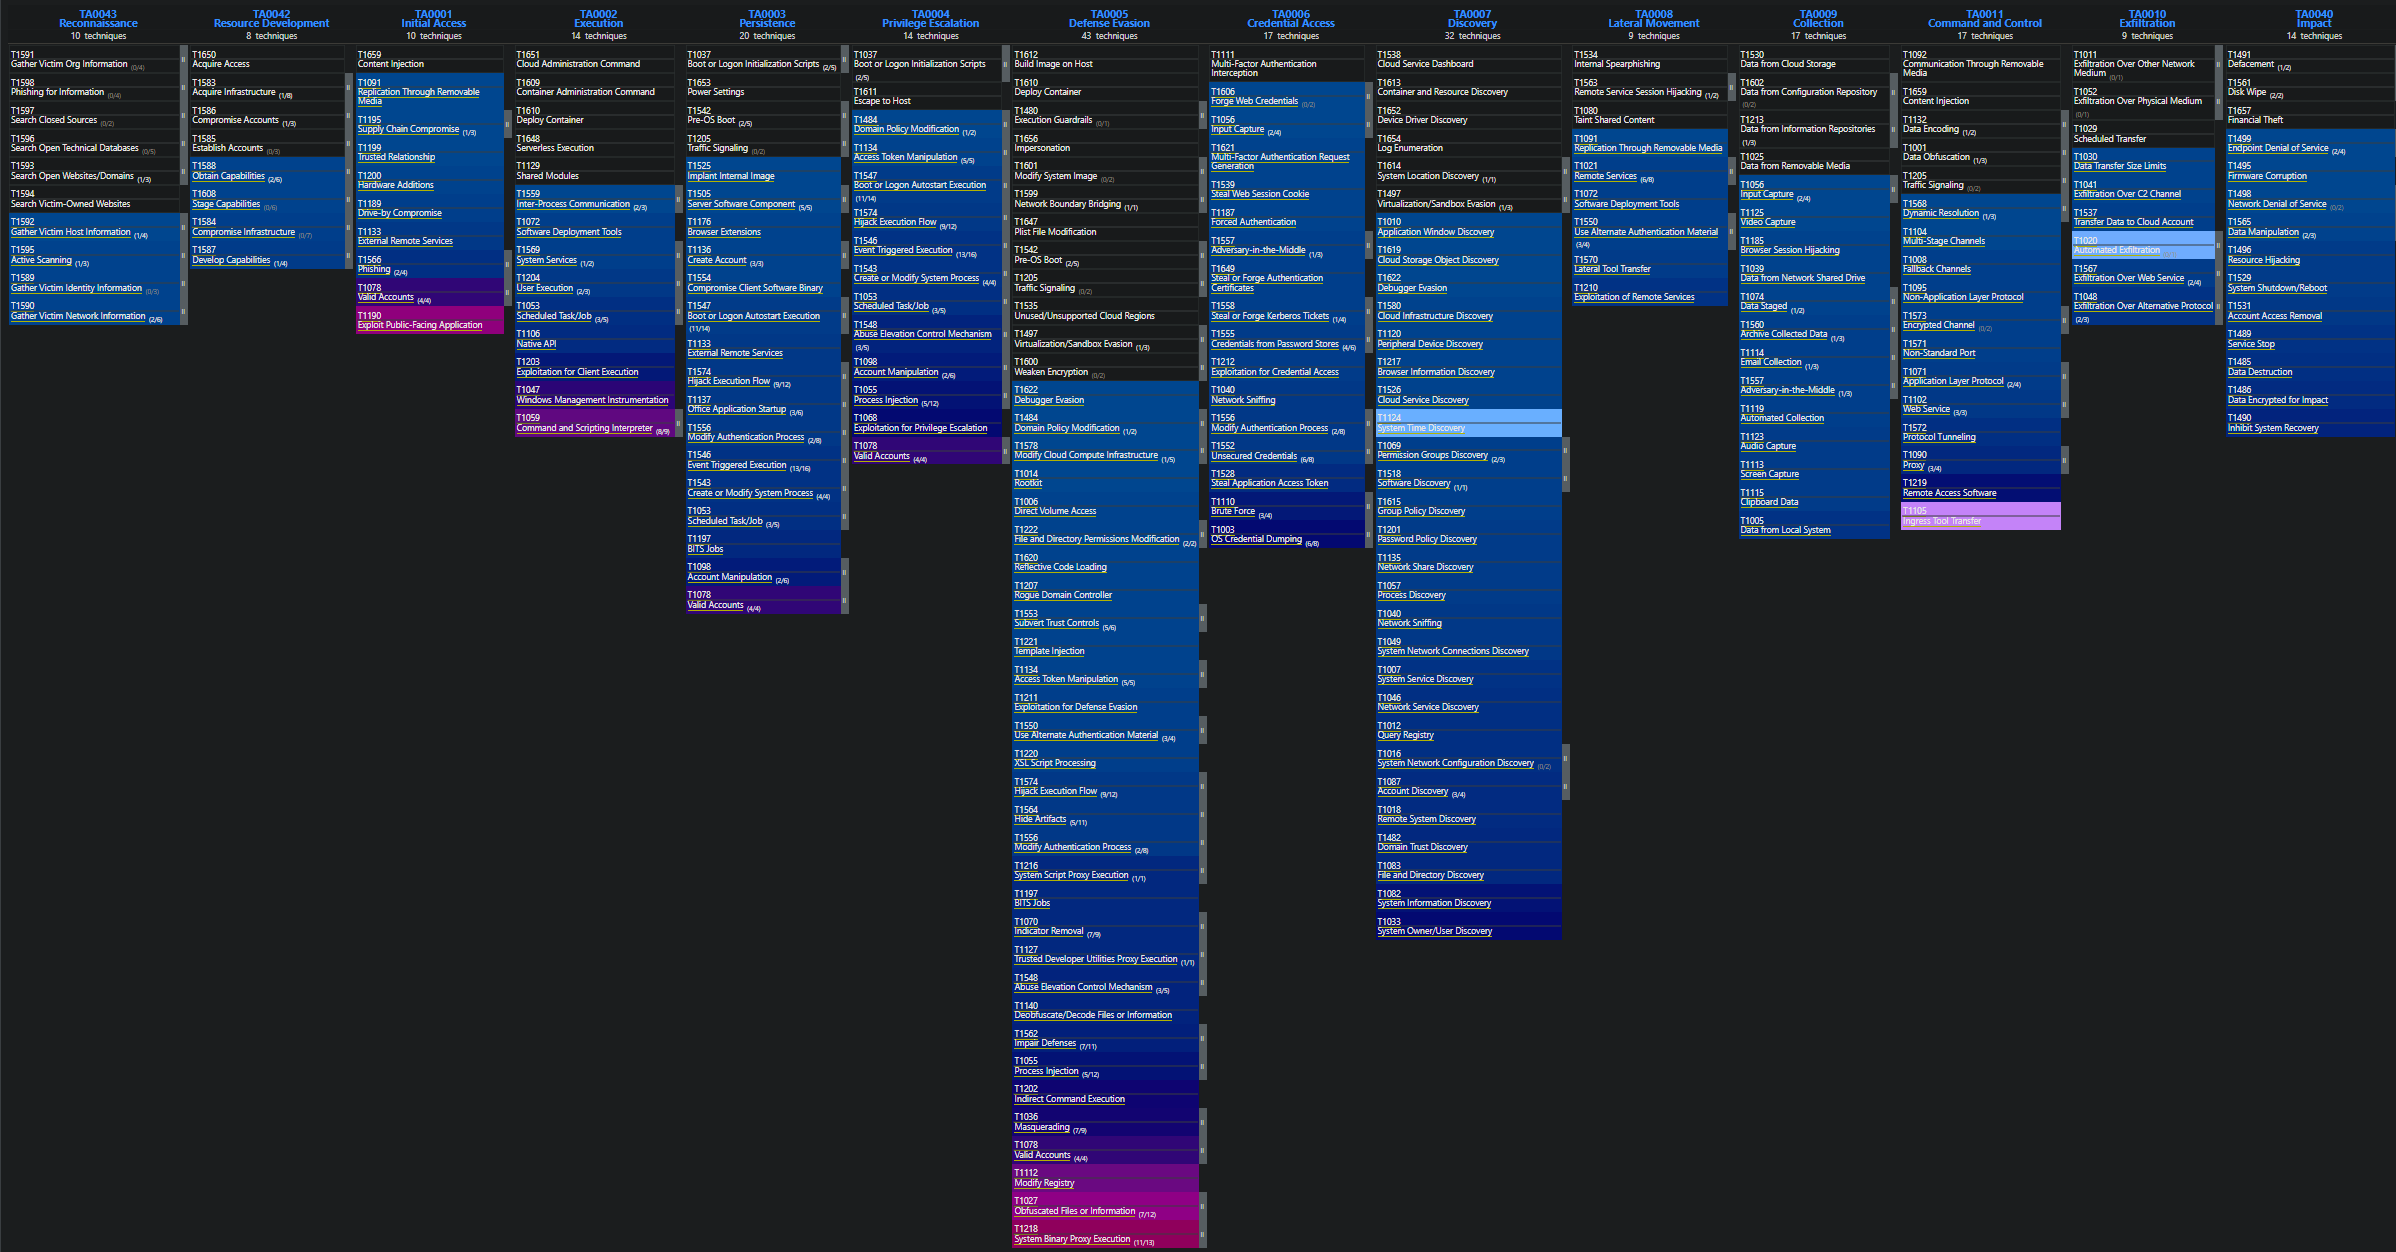 TA0043
Reconnaissance
10 techniques
T1591
Gather Victim Org Information (0/4)
T1598
Phishing for Information (0/4)
T1597
Search Closed Sources (0/2)
T1596
Search Open Technical Databases (0/5)
T1593
Search Open Websites/Domains (1/3)
T1594
Search Victim-Owned Websites
T1592
Gather Victim Host Information (1/4)
T1595
Active Scanning (1/3)
T1589
Gather Victim Identity Information (0/3)
T1590
Gather Victim Network Information (2/6)
TA0042
Resource Development
8 techniques
T1650
Acquire Access
T1583
Acquire Infrastructure (1/8)
T1586
Compromise Accounts (1/3)
T1585
Establish Accounts (0/3)
T1588
Obtain Capabilities (2/6)
T1608
Stage Capabilities (0/6)
T1584
Compromise Infrastructure (0/7)
T1587
Develop Capabilities (1/4)
TA0001
Initial Access
10 techniques
T1659
Content Injection
T1091
Replication Through Removable
Media
T1195
Supply Chain Compromise (1/3)
T1199
Trusted Relationship
T1200
Hardware Additions
T1189
Drive-by Compromise
T1133
External Remote Services
T1566
Phishing (2/4)
T1078
Valid Accounts (4/4)
T1190
Exploit Public-Facing Application
TA0002
Execution
14 techniques
T1651
Cloud Administration Command
T1609
Container Administration Command
T1610
Deploy Container
T1648
Serverless Execution
T1129
Shared Modules
T1559
Inter-Process Communication (2/3)
T1072
Software Deployment Tools
T1569
System Services (1/2)
T1204
User Execution (2/3)
T1053
Scheduled Task/Job (3/5)
T1106
Native API
T1203
Exploitation for Client Execution
T1047
Windows Management Instrumentation
T1059
Command and Scripting Interpreter (8/9)
TA0003
Persistence
20 techniques
T1037
Boot or Logon Initialization Scripts (2/5)
T1653
Power Settings
T1542
Pre-OS Boot (2/5)
T1205
Traffic Signaling (0/2)
T1525
Implant Internal Image
T1505
Server Software Component (5/5)
T1176
Browser Extensions
T1136
Create Account (3/3)
T1554
Compromise Client Software Binary
T1547
Boot or Logon Autostart Execution
(11/14)
T1133
External Remote Services
T1574
Hijack Execution Flow (9/12)
T1137
Office Application Startup (3/6)
T1556
Modify Authentication Process (2/8)
T1546
Event Triggered Execution (13/16)
T1543
Create or Modify System Process (4/4)
T1053
Scheduled Task/Job (3/5)
T1197
BITS Jobs
T1098
Account Manipulation (2/6)
T1078
Valid Accounts (4/4)
TA0004
Privilege Escalation
14 techniques
T1037
Boot or Logon Initialization Scripts
(2/5)
T1611
Escape to Host
T1484
Domain Policy Modification (1/2)
T1134
Access Token Manipulation (5/5)
T1547
Boot or Logon Autostart Execution
(11/14)
T1574
Hijack Execution Flow (9/12)
T1546
Event Triggered Execution (13/16)
T1543
Create or Modify System Process (4/4)
T1053
Scheduled Task/Job (3/5)
T1548
Abuse Elevation Control Mechanism
(3/5)
T1098
Account Manipulation (2/6)
T1055
Process Injection (5/12)
T1068
Exploitation for Privilege Escalation
T1078
Valid Accounts (4/4)
TA0005
Defense Evasion
43 techniques
T1612
Build Image on Host
T1610
Deploy Container
T1480
Execution Guardrails (0/1)
T1656
Impersonation
T1601
Modify System Image (0/2)
T1599
Network Boundary Bridging (1/1)
T1647
Plist File Modification
T1542
Pre-OS Boot (2/5)
T1205
Traffic Signaling (0/2)
T1535
Unused/Unsupported Cloud Regions
T1497
Virtualization/Sandbox Evasion (1/3)
T1600
Weaken Encryption (0/2)
T1622
Debugger Evasion
T1484
Domain Policy Modification (1/2)
T1578
Modify Cloud Compute Infrastructure (1/5)
T1014
Rootkit
T1006
Direct Volume Access
T1222
File and Directory Permissions Modification (2/2)
T1620
Reflective Code Loading
T1207
Rogue Domain Controller
T1553
Subvert Trust Controls (5/6)
T1221
Template Injection
T1134
Access Token Manipulation (5/5)
T1211
Exploitation for Defense Evasion
T1550
Use Alternate Authentication Material (3/4)
T1220
XSL Script Processing
T1574
Hijack Execution Flow (9/12)
T1564
Hide Artifacts (5/11)
T1556
Modify Authentication Process (2/8)
T1216
System Script Proxy Execution (1/1)
T1197
BITS Jobs
T1070
Indicator Removal (7/9)
T1127
Trusted Developer Utilities Proxy Execution (1/1)
T1548
Abuse Elevation Control Mechanism (3/5)
T1140
Deobfuscate/Decode Files or Information
T1562
Impair Defenses (7/11)
T1055
Process Injection (5/12)
T1202
Indirect Command Execution
T1036
Masquerading (7/9)
T1078
Valid Accounts (4/4)
T1112
Modify Registry
T1027
Obfuscated Files or Information (7/12)
T1218
System Binary Proxy Execution (11/13)
TA0006
Credential Access
17 techniques
T1111
Multi-Factor Authentication
Interception
T1606
Forge Web Credentials (0/2)
T1056
Input Capture (2/4)
T1621
Multi-Factor Authentication Request
Generation
T1539
Steal Web Session Cookie
T1187
Forced Authentication
T1557
Adversary-in-the-Middle (1/3)
T1649
Steal or Forge Authentication
Certificates
T1558
Steal or Forge Kerberos Tickets (1/4)
T1555
Credentials from Password Stores (4/6)
T1212
Exploitation for Credential Access
T1040
Network Sniffing
T1556
Modify Authentication Process (2/8)
T1552
Unsecured Credentials (6/8)
T1528
Steal Application Access Token
T1110
Brute Force (3/4)
T1003
OS Credential Dumping (6/8)
TA0007
Discovery
32 techniques
T1538
Cloud Service Dashboard
T1613
Container and Resource Discovery
T1652
Device Driver Discovery
T1654
Log Enumeration
T1614
System Location Discovery (1/1)
T1497
Virtualization/Sandbox Evasion (1/3)
T1010
Application Window Discovery
T1619
Cloud Storage Object Discovery
T1622
Debugger Evasion
T1580
Cloud Infrastructure Discovery
T1120
Peripheral Device Discovery
T1217
Browser Information Discovery
T1526
Cloud Service Discovery
T1124
System Time Discovery
T1069
Permission Groups Discovery (2/3)
T1518
Software Discovery (1/1)
T1615
Group Policy Discovery
T1201
Password Policy Discovery
T1135
Network Share Discovery
T1057
Process Discovery
T1040
Network Sniffing
T1049
System Network Connections Discovery
T1007
System Service Discovery
T1046
Network Service Discovery
T1012
Query Registry
T1016
System Network Configuration Discovery (0/2)
T1087
Account Discovery (3/4)
T1018
Remote System Discovery
T1482
Domain Trust Discovery
T1083
File and Directory Discovery
T1082
System Information Discovery
T1033
System Owner/User Discovery
TA0008
Lateral Movement
9 techniques
T1534
Internal Spearphishing
T1563
Remote Service Session Hijacking (1/2)
T1080
Taint Shared Content
T1091
Replication Through Removable Media
T1021
Remote Services (6/8)
T1072
Software Deployment Tools
T1550
Use Alternate Authentication Material
(3/4)
T1570
Lateral Tool Transfer
T1210
Exploitation of Remote Services
TA0009
Collection
17 techniques
T1530
Data from Cloud Storage
T1602
Data from Configuration Repository
(0/2)
T1213
Data from Information Repositories
(1/3)
T1025
Data from Removable Media
T1056
Input Capture (2/4)
T1125
Video Capture
T1185
Browser Session Hijacking
T1039
Data from Network Shared Drive
T1074
Data Staged (1/2)
T1560
Archive Collected Data (1/3)
T1114
Email Collection (1/3)
T1557
Adversary-in-the-Middle (1/3)
T1119
Automated Collection
T1123
Audio Capture
T1113
Screen Capture
T1115
Clipboard Data
T1005
Data from Local System
TA0011
Command and Control
17 techniques
T1092
Communication Through Removable
Media
T1659
Content Injection
T1132
Data Encoding (1/2)
T1001
Data Obfuscation (1/3)
T1205
Traffic Signaling (0/2)
T1568
Dynamic Resolution (1/3)
T1104
Multi-Stage Channels
T1008
Fallback Channels
T1095
Non-Application Layer Protocol
T1573
Encrypted Channel (0/2)
T1571
Non-Standard Port
T1071
Application Layer Protocol (2/4)
T1102
Web Service (3/3)
T1572
Protocol Tunneling
T1090
Proxy (3/4)
T1219
Remote Access Software
T1105
Ingress Tool Transfer
TA0010
Exfiltration
9 techniques
T1011
Exfiltration Over Other Network
Medium (0/1)
T1052
Exfiltration Over Physical Medium
(0/1)
T1029
Scheduled Transfer
T1030
Data Transfer Size Limits
T1041
Exfiltration Over C2 Channel
T1537
Transfer Data to Cloud Account
T1020
Automated Exfiltration
T1567
Exfiltration Over Web Service (2/4)
T1048
Exfiltration Over Alternative Protocol
(2/3)
TA0040
Impact
14 techniques
T1491
Defacement (1/2)
T1561
Disk Wipe (2/2)
T1657
Financial Theft
T1499
Endpoint Denial of Service (2/4)
T1495
Firmware Corruption
T1498
Network Denial of Service (0/2)
T1565
Data Manipulation (2/3)
T1496
Resource Hijacking
T1529
System Shutdown/Reboot
T1531
Account Access Removal
T1489
Service Stop
T1485
Data Destruction
T1486
Data Encrypted for Impact
T1490
Inhibit System Recovery